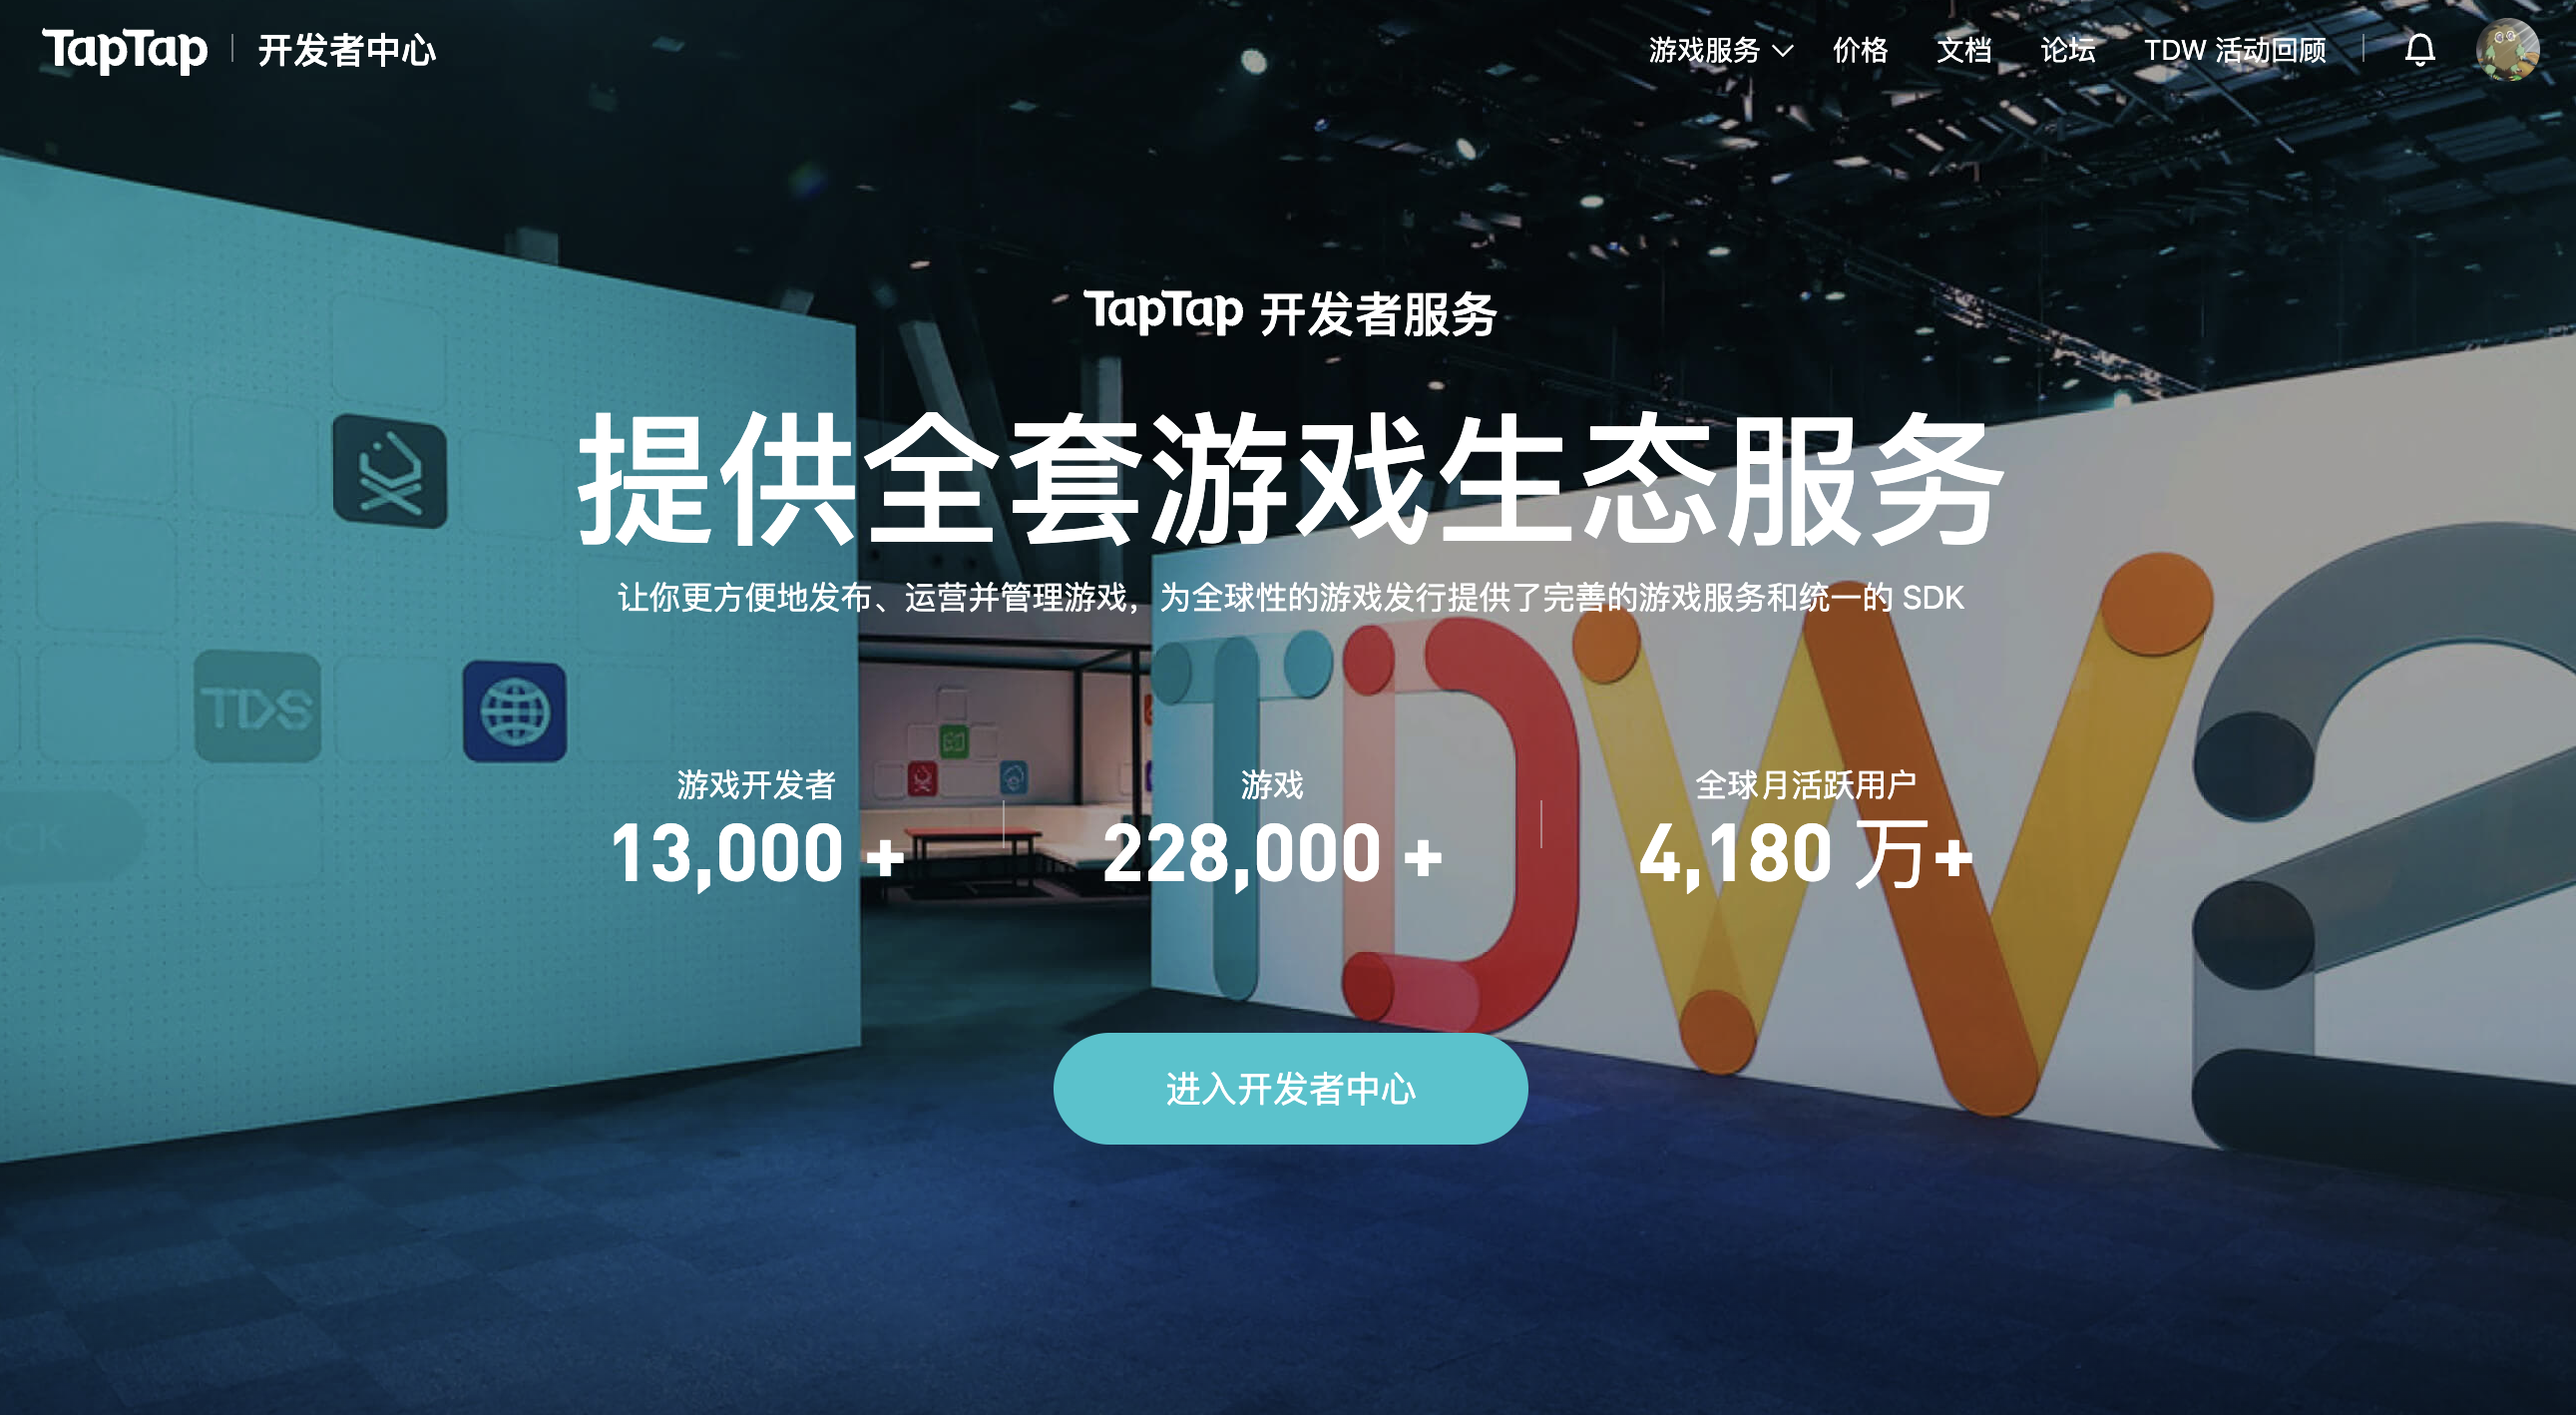 TapTap 开发者中心
游戏服务 价格 文档 论坛 TDW 活动回顾
TapTap 开发者服务
提供全套游戏生态服务
让你更方便地发布、运营并管理游戏，为全球性的游戏发行提供了完善的游戏服务和统一的 SDK
TDS
TDW2
游戏开发者
13,000 +
游戏
228,000 +
全球月活跃用户
4,180 万+
CK
进入开发者中心